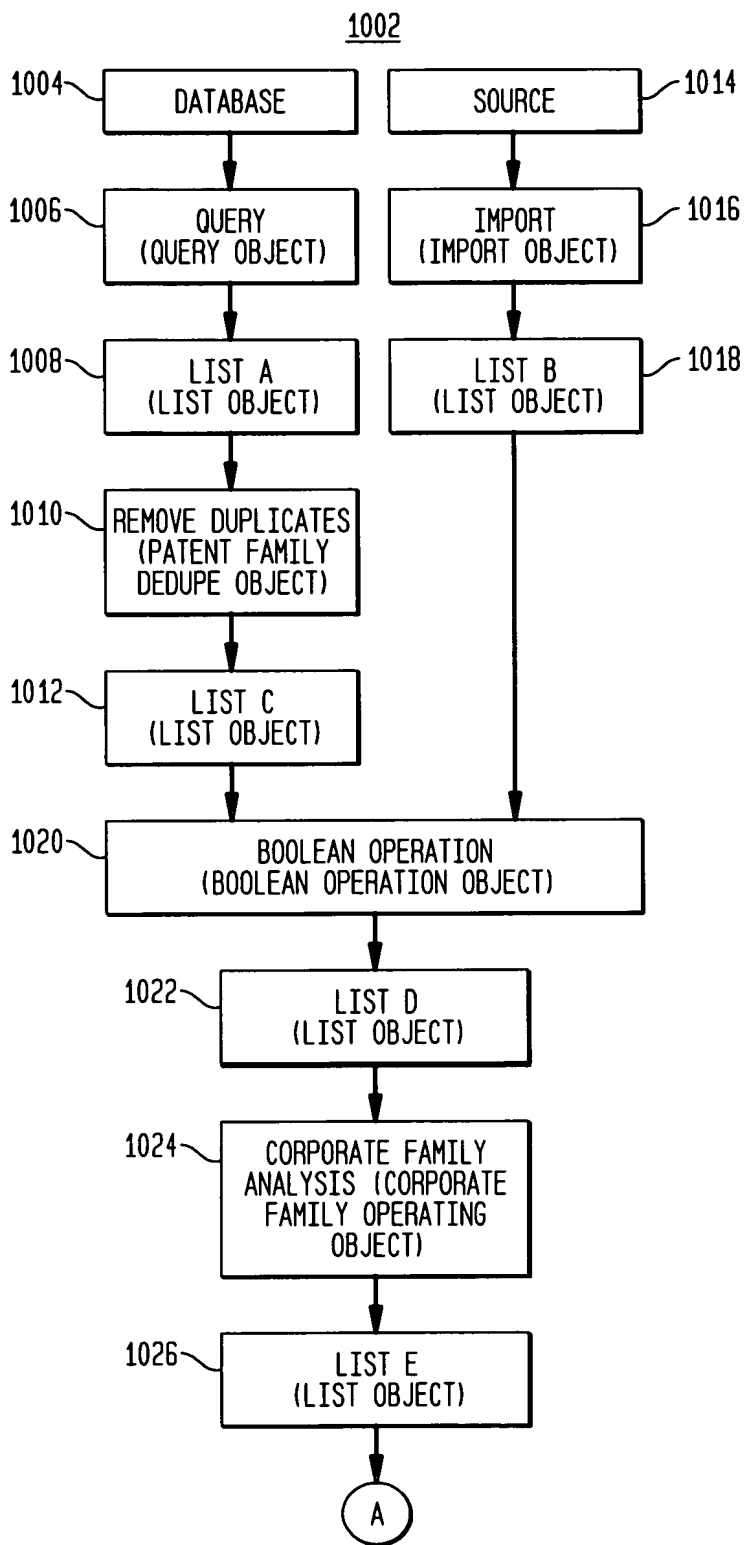 1002
1004
DATABASE
SOURCE
1014
1006
QUERY
(QUERY OBJECT)
IMPORT
(IMPORT OBJECT)
1016
1008
LIST A
(LIST OBJECT)
LIST B
(LIST OBJECT)
1018
1010
REMOVE DUPLICATES
(PATENT FAMILY
DEDUPE OBJECT)
1012
LIST C
(LIST OBJECT)
1020
BOOLEAN OPERATION
(BOOLEAN OPERATION OBJECT)
1022
LIST D
(LIST OBJECT)
1024
CORPORATE FAMILY
ANALYSIS (CORPORATE
FAMILY OPERATING
OBJECT)
1026
LIST E
(LIST OBJECT)
A